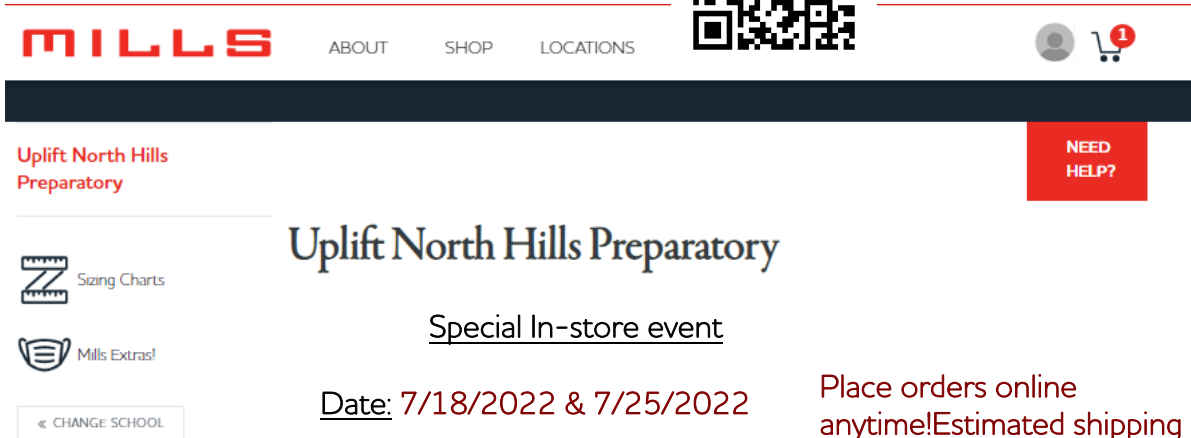 MILLS ABOUT SHOP LOCATIONS 1
Uplift North Hills
Preparatory
NEED
HELP?
Uplift North Hills Preparatory
Sizing Charts
Special In-store event
Mills Extras!
Date: 7/18/2022 & 7/25/2022
Place orders online
anytime!Estimated shipping
« CHANGE SCHOOL